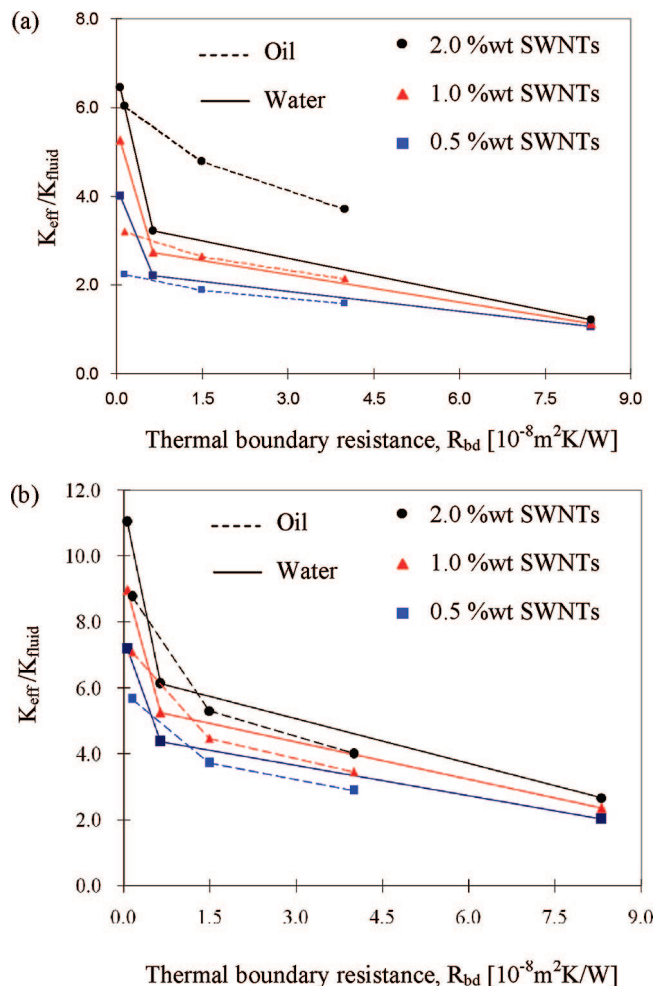 (a)
8.0
6.0
4.0
2.0
0.0
Keff/Kfluid
Oil
Water
2.0 %wt SWNTs
1.0 %wt SWNTs
0.5 %wt SWNTs
0.0 1.5 3.0 4.5 6.0 7.5 9.0
Thermal boundary resistance, Rbd [10⁻⁸m²K/W]
(b)
12.0
10.0
8.0
6.0
4.0
2.0
0.0
Keff/Kfluid
Oil
Water
2.0 %wt SWNTs
1.0 %wt SWNTs
0.5 %wt SWNTs
0.0 1.5 3.0 4.5 6.0 7.5 9.0
Thermal boundary resistance, Rbd [10⁻⁸m²K/W]